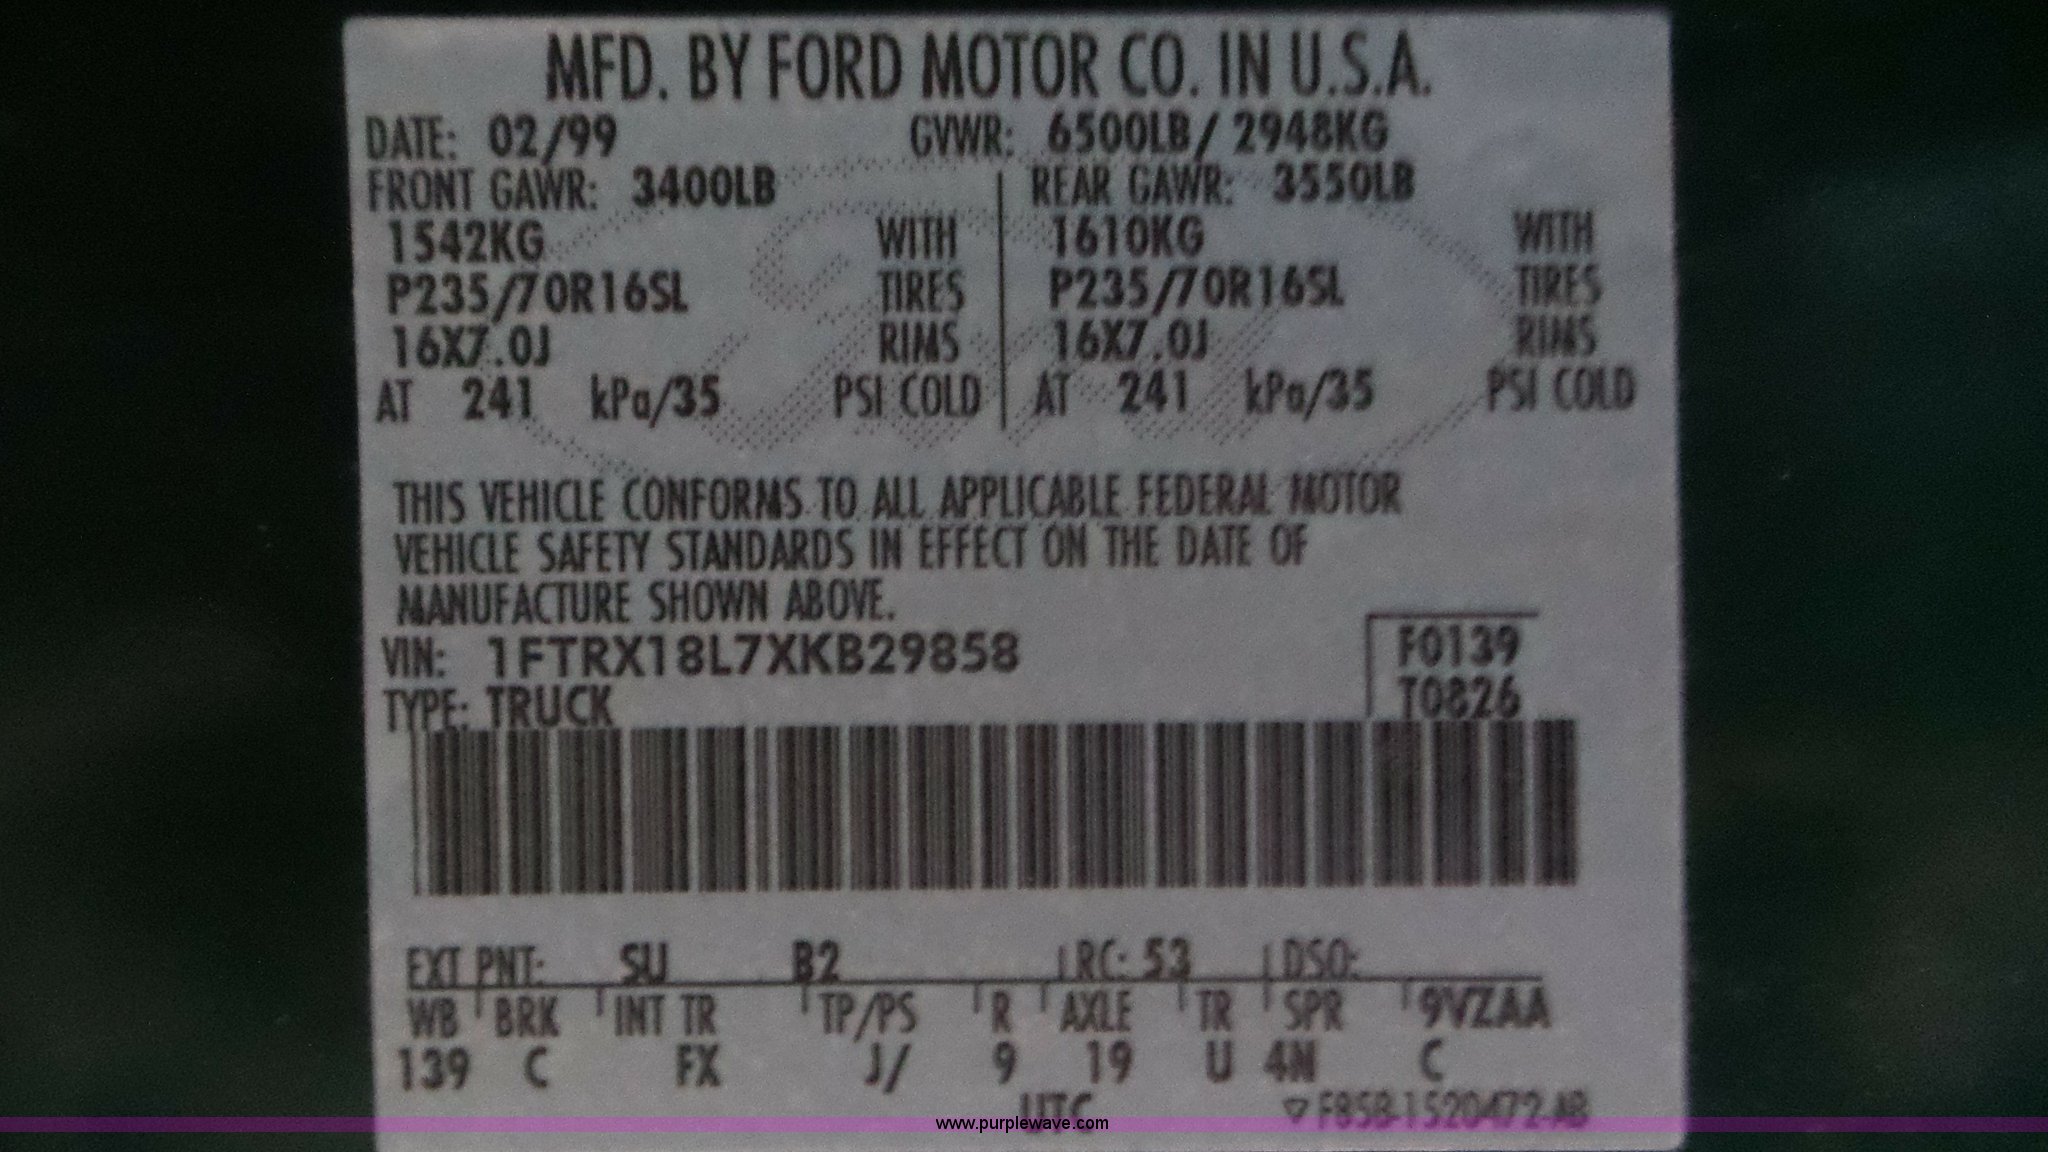 MFD. BY FORD MOTOR CO. IN U.S.A.
DATE: 02/99 GVWR: 6500LB/ 2948KG
FRONT GAWR: 3400LB REAR GAWR: 3550LB
1542KG WITH 1610KG WITH
P235/70R16SL TIRES P235/70R16SL TIRES
16X7.0J RIMS 16X7.0J RIMS
AT 241 kPa/35 PSI COLD AT 241 kPa/35 PSI COLD
THIS VEHICLE CONFORMS TO ALL APPLICABLE FEDERAL MOTOR
VEHICLE SAFETY STANDARDS IN EFFECT ON THE DATE OF
MANUFACTURE SHOWN ABOVE.
VIN: 1FTRX18L7XKB29858 F0139
TYPE: TRUCK T0826
EXT PNT: SU B2 RC: 53 DSO:
WB BRK INT TR TP/PS R AXLE TR SPR 9VZAA
139 C FX J/ 9 19 U 4N C
UTC F85B-1520472-AB
www.purplewave.com